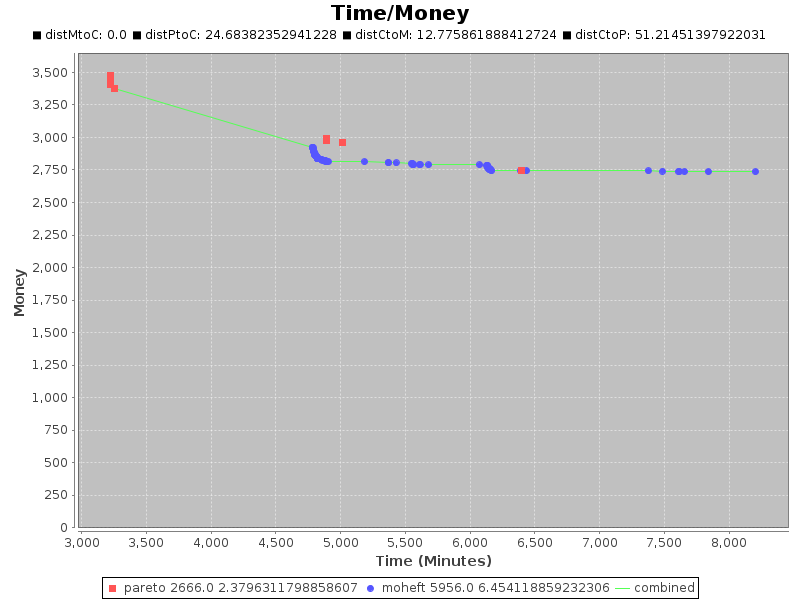 Time/Money
distMtoC: 0.0 distPtoC: 24.68382352941228 distCtoM: 12.775861888412724 distCtoP: 51.21451397922031
3,500
3,250
3,000
2,750
2,500
2,250
2,000
1,750
1,500
1,250
1,000
750
500
250
0
Money
3,000 3,500 4,000 4,500 5,000 5,500 6,000 6,500 7,000 7,500 8,000
Time (Minutes)
pareto 2666.0 2.3796311798858607 moheft 5956.0 6.454118859232306 combined